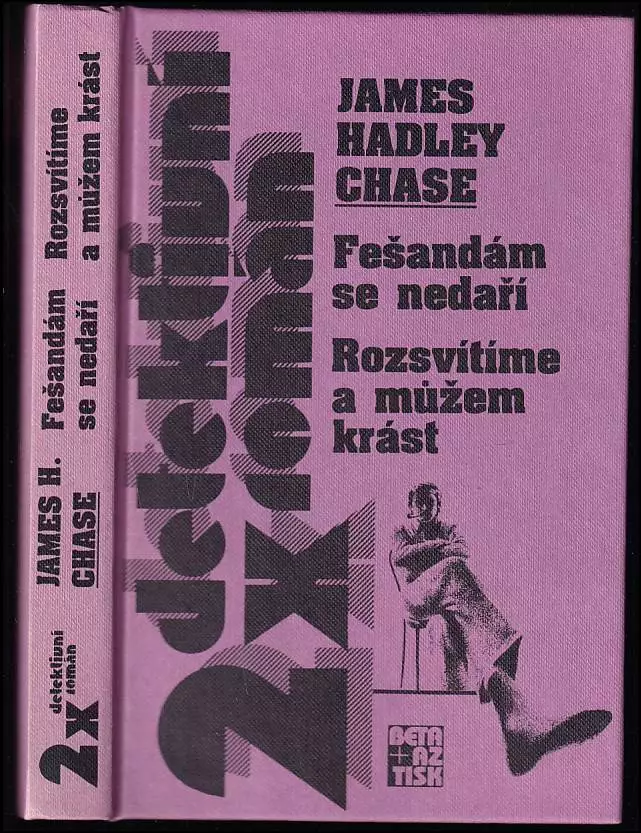 JAMES H.
CHASE
Fešandám
se nedaří
Rozsvítíme
a můžem krást
2x
detektivní
román
2x
detektivní
román
JAMES
HADLEY
CHASE
Fešandám
se nedaří
Rozsvítíme
a můžem
krást
BETA
+AZ
TISK